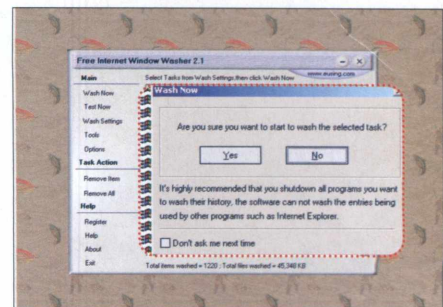 Free Internet Window Washer 2.1
Main
Select Tasks from Wash Settings,then click Wash Now
www.eusing.com
Wash Now
Test Now
Wash Settings
Tools
Options
Task Action
Remove Item
Remove All
Help
Register
Help
About
Exit
Wash Now
Are you sure you want to start to wash the selected task?
Yes
No
It's highly recommended that you shutdown all programs you want
to wash their history, the software can not wash the entries being
used by other programs such as Internet Explorer.
Don't ask me next time
Total items washed = 1220 ; Total files washed = 45,348 KB